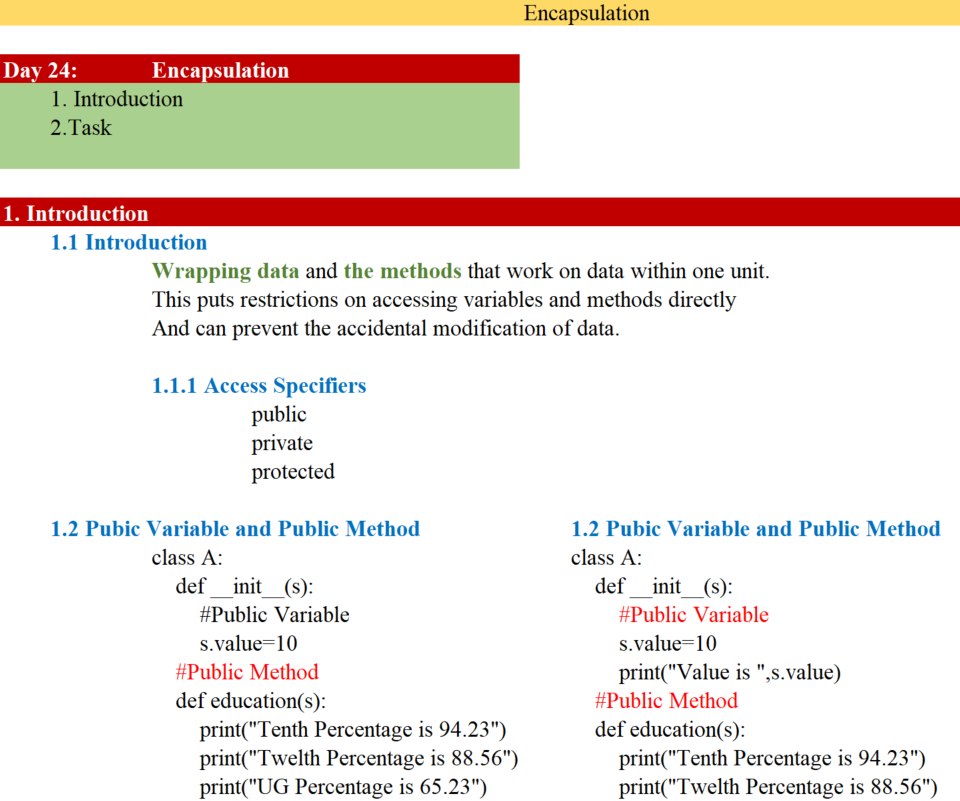 Encapsulation
Day 24: Encapsulation
1. Introduction
2.Task
1. Introduction
1.1 Introduction
Wrapping data and the methods that work on data within one unit.
This puts restrictions on accessing variables and methods directly
And can prevent the accidental modification of data.
1.1.1 Access Specifiers
public
private
protected
1.2 Pubic Variable and Public Method
class A:
def __init__(s):
#Public Variable
s.value=10
#Public Method
def education(s):
print("Tenth Percentage is 94.23")
print("Twelth Percentage is 88.56")
print("UG Percentage is 65.23")
1.2 Pubic Variable and Public Method
class A:
def __init__(s):
#Public Variable
s.value=10
print("Value is ",s.value)
#Public Method
def education(s):
print("Tenth Percentage is 94.23")
print("Twelth Percentage is 88.56")